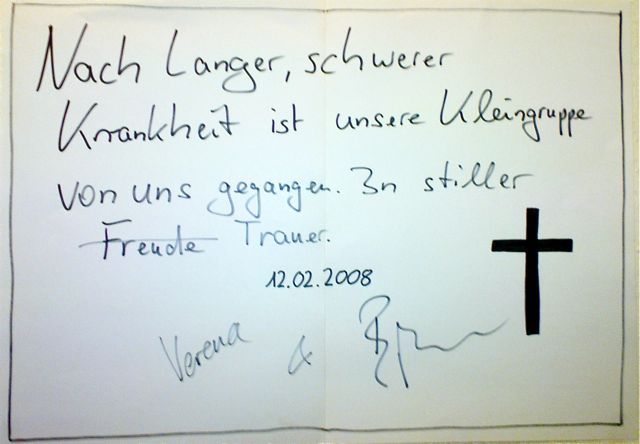 Nach Langer, schwerer
Krankheit ist unsere Kleingruppe
von uns gegangen. In stiller
Freude Trauer.
12.02.2008
Verena &